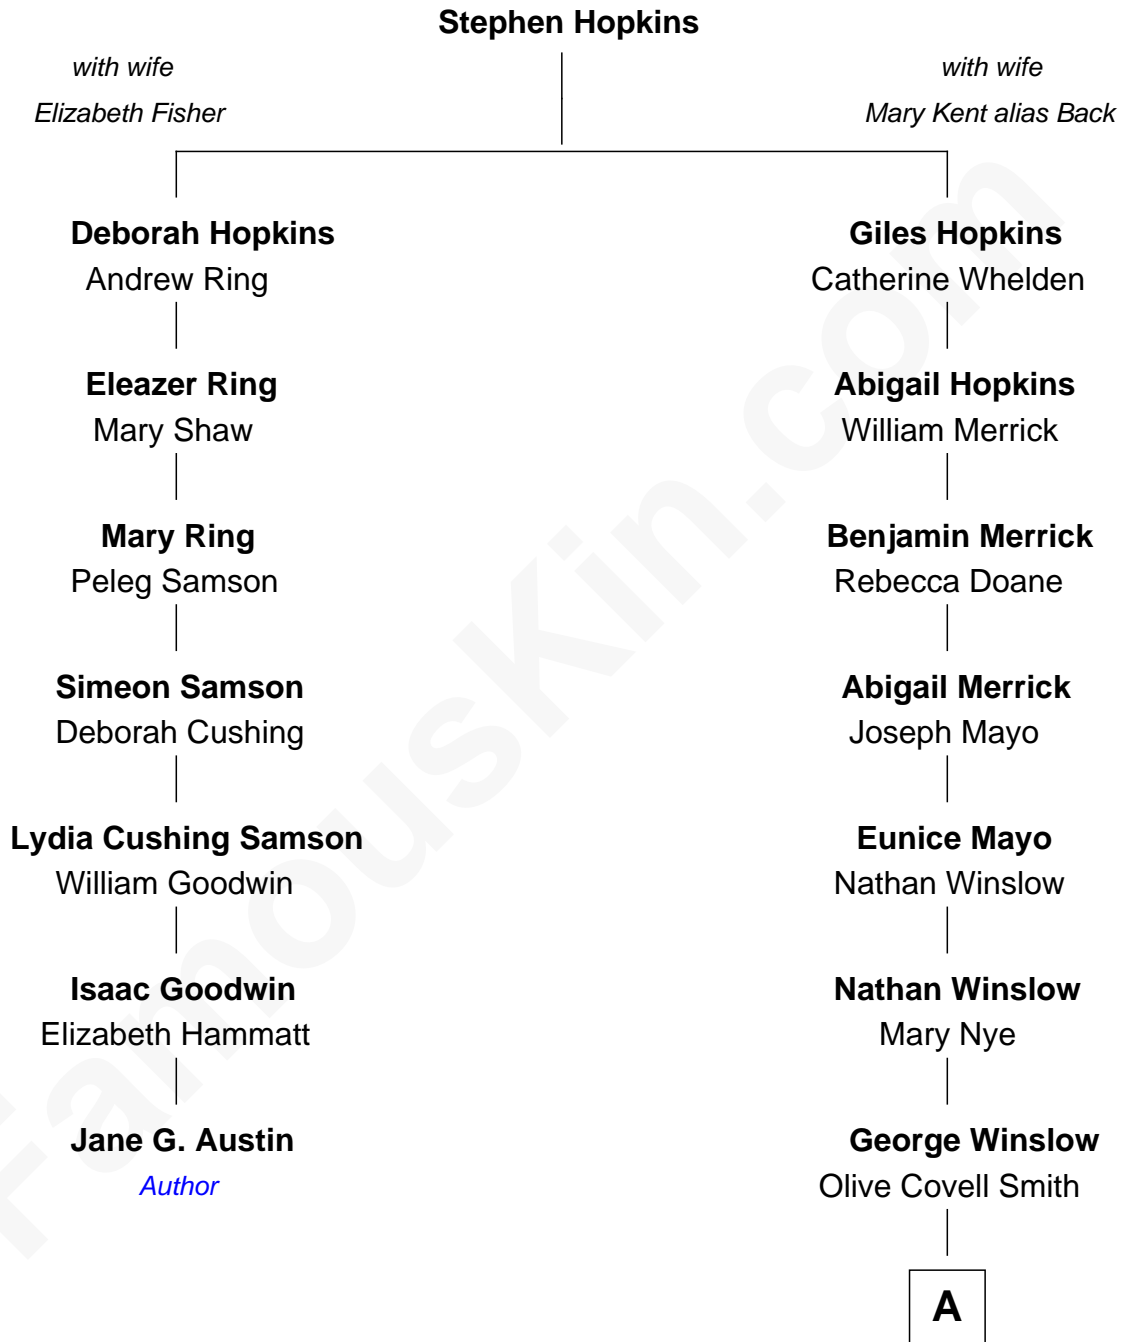 Stephen Hopkins
with wife
Elizabeth Fisher
with wife
Mary Kent alias Back
Deborah Hopkins
Andrew Ring
Giles Hopkins
Catherine Whelden
Eleazer Ring
Mary Shaw
Abigail Hopkins
William Merrick
Mary Ring
Peleg Samson
Benjamin Merrick
Rebecca Doane
Simeon Samson
Deborah Cushing
Abigail Merrick
Joseph Mayo
Lydia Cushing Samson
William Goodwin
Eunice Mayo
Nathan Winslow
Isaac Goodwin
Elizabeth Hammatt
Nathan Winslow
Mary Nye
Jane G. Austin
Author
George Winslow
Olive Covell Smith
A
FamousKin.com